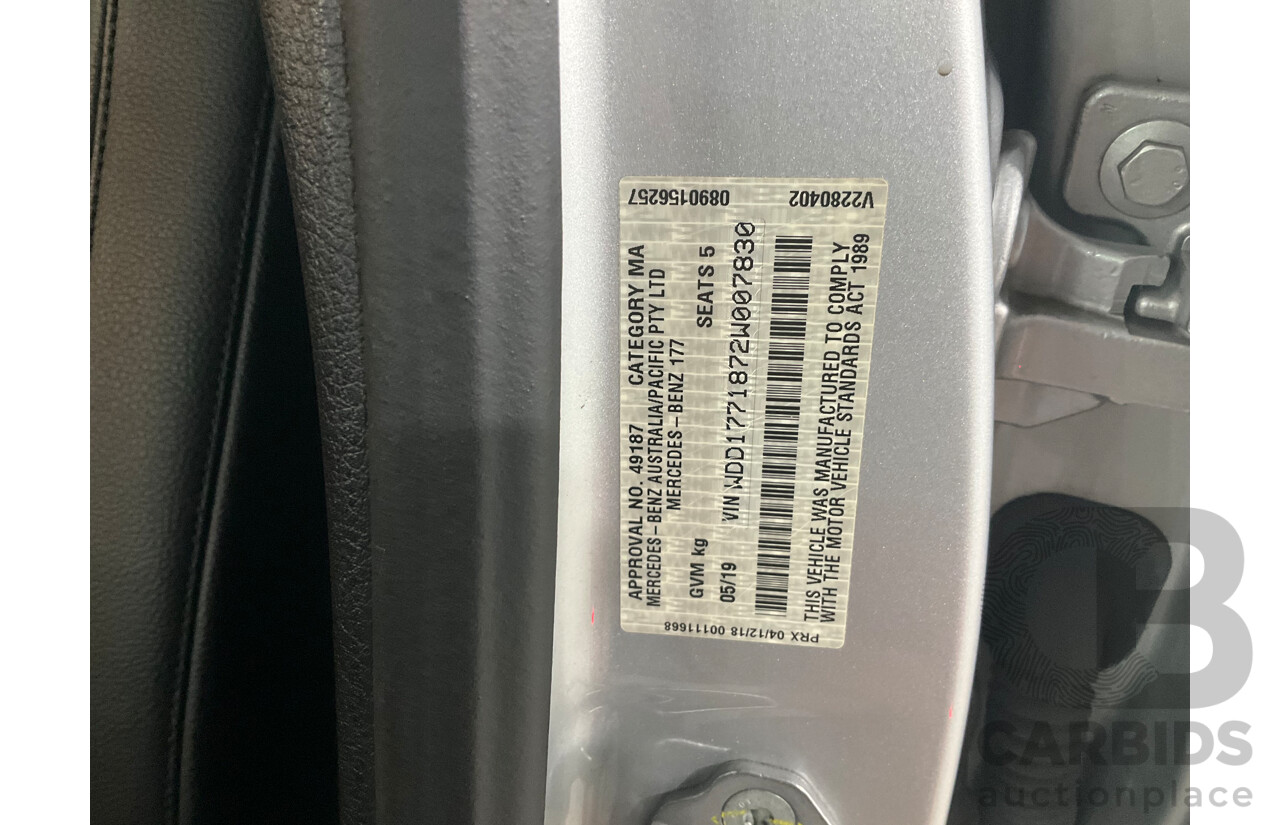 0890156257 V2280402
APPROVAL NO. 49187 CATEGORY MA
MERCEDES-BENZ AUSTRALIA/PACIFIC PTY LTD
MERCEDES-BENZ 177
GVM kg SEATS 5
05/19 VIN WDD1771872W007830
THIS VEHICLE WAS MANUFACTURED TO COMPLY
WITH THE MOTOR VEHICLE STANDARDS ACT 1989
PRX 04/12/18 00111668
CB
CARBIDS
auctionplace